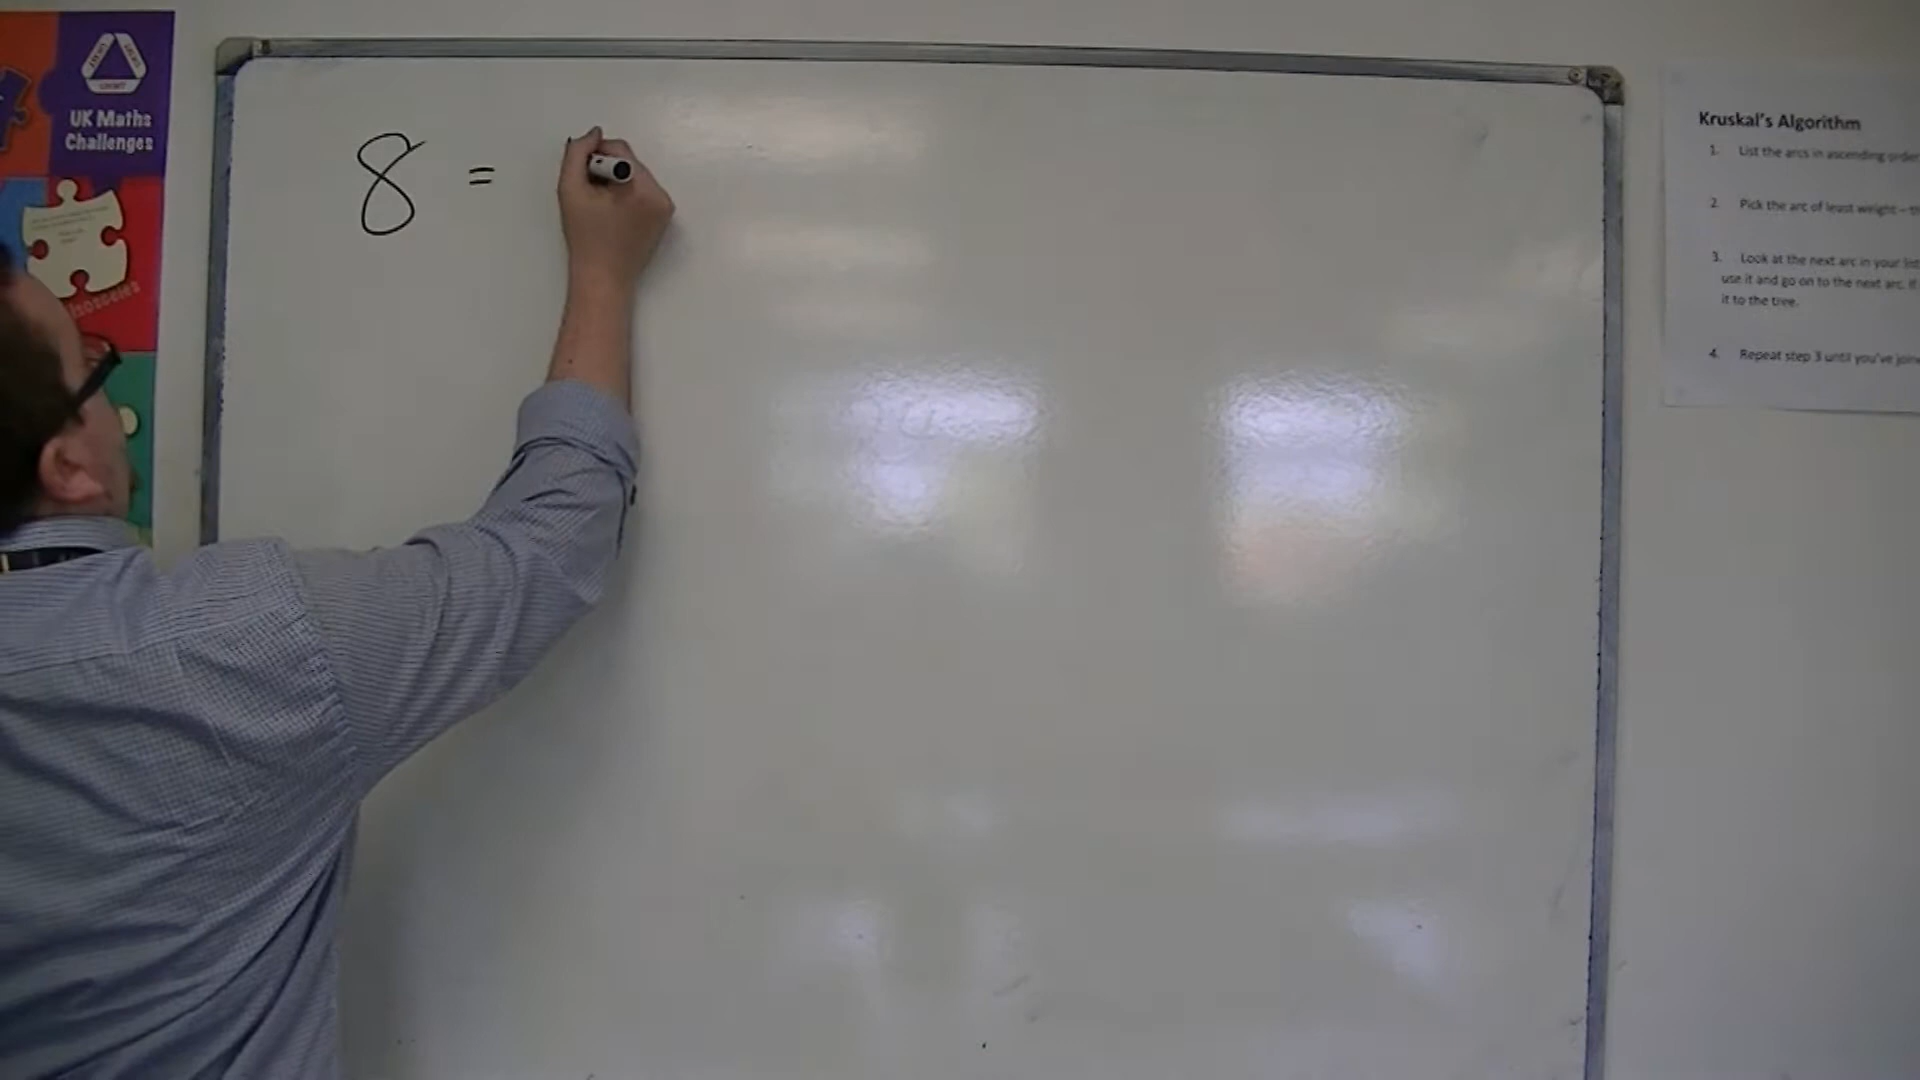 UK Maths
Challenges
8 =
Isosceles
Kruskal's Algorithm
1. List the arcs in ascending order
2. Pick the arc of least weight –
3. Look at the next arc in your
use it and go on to the next arc. If
it to the tree.
4. Repeat step 3 until you've